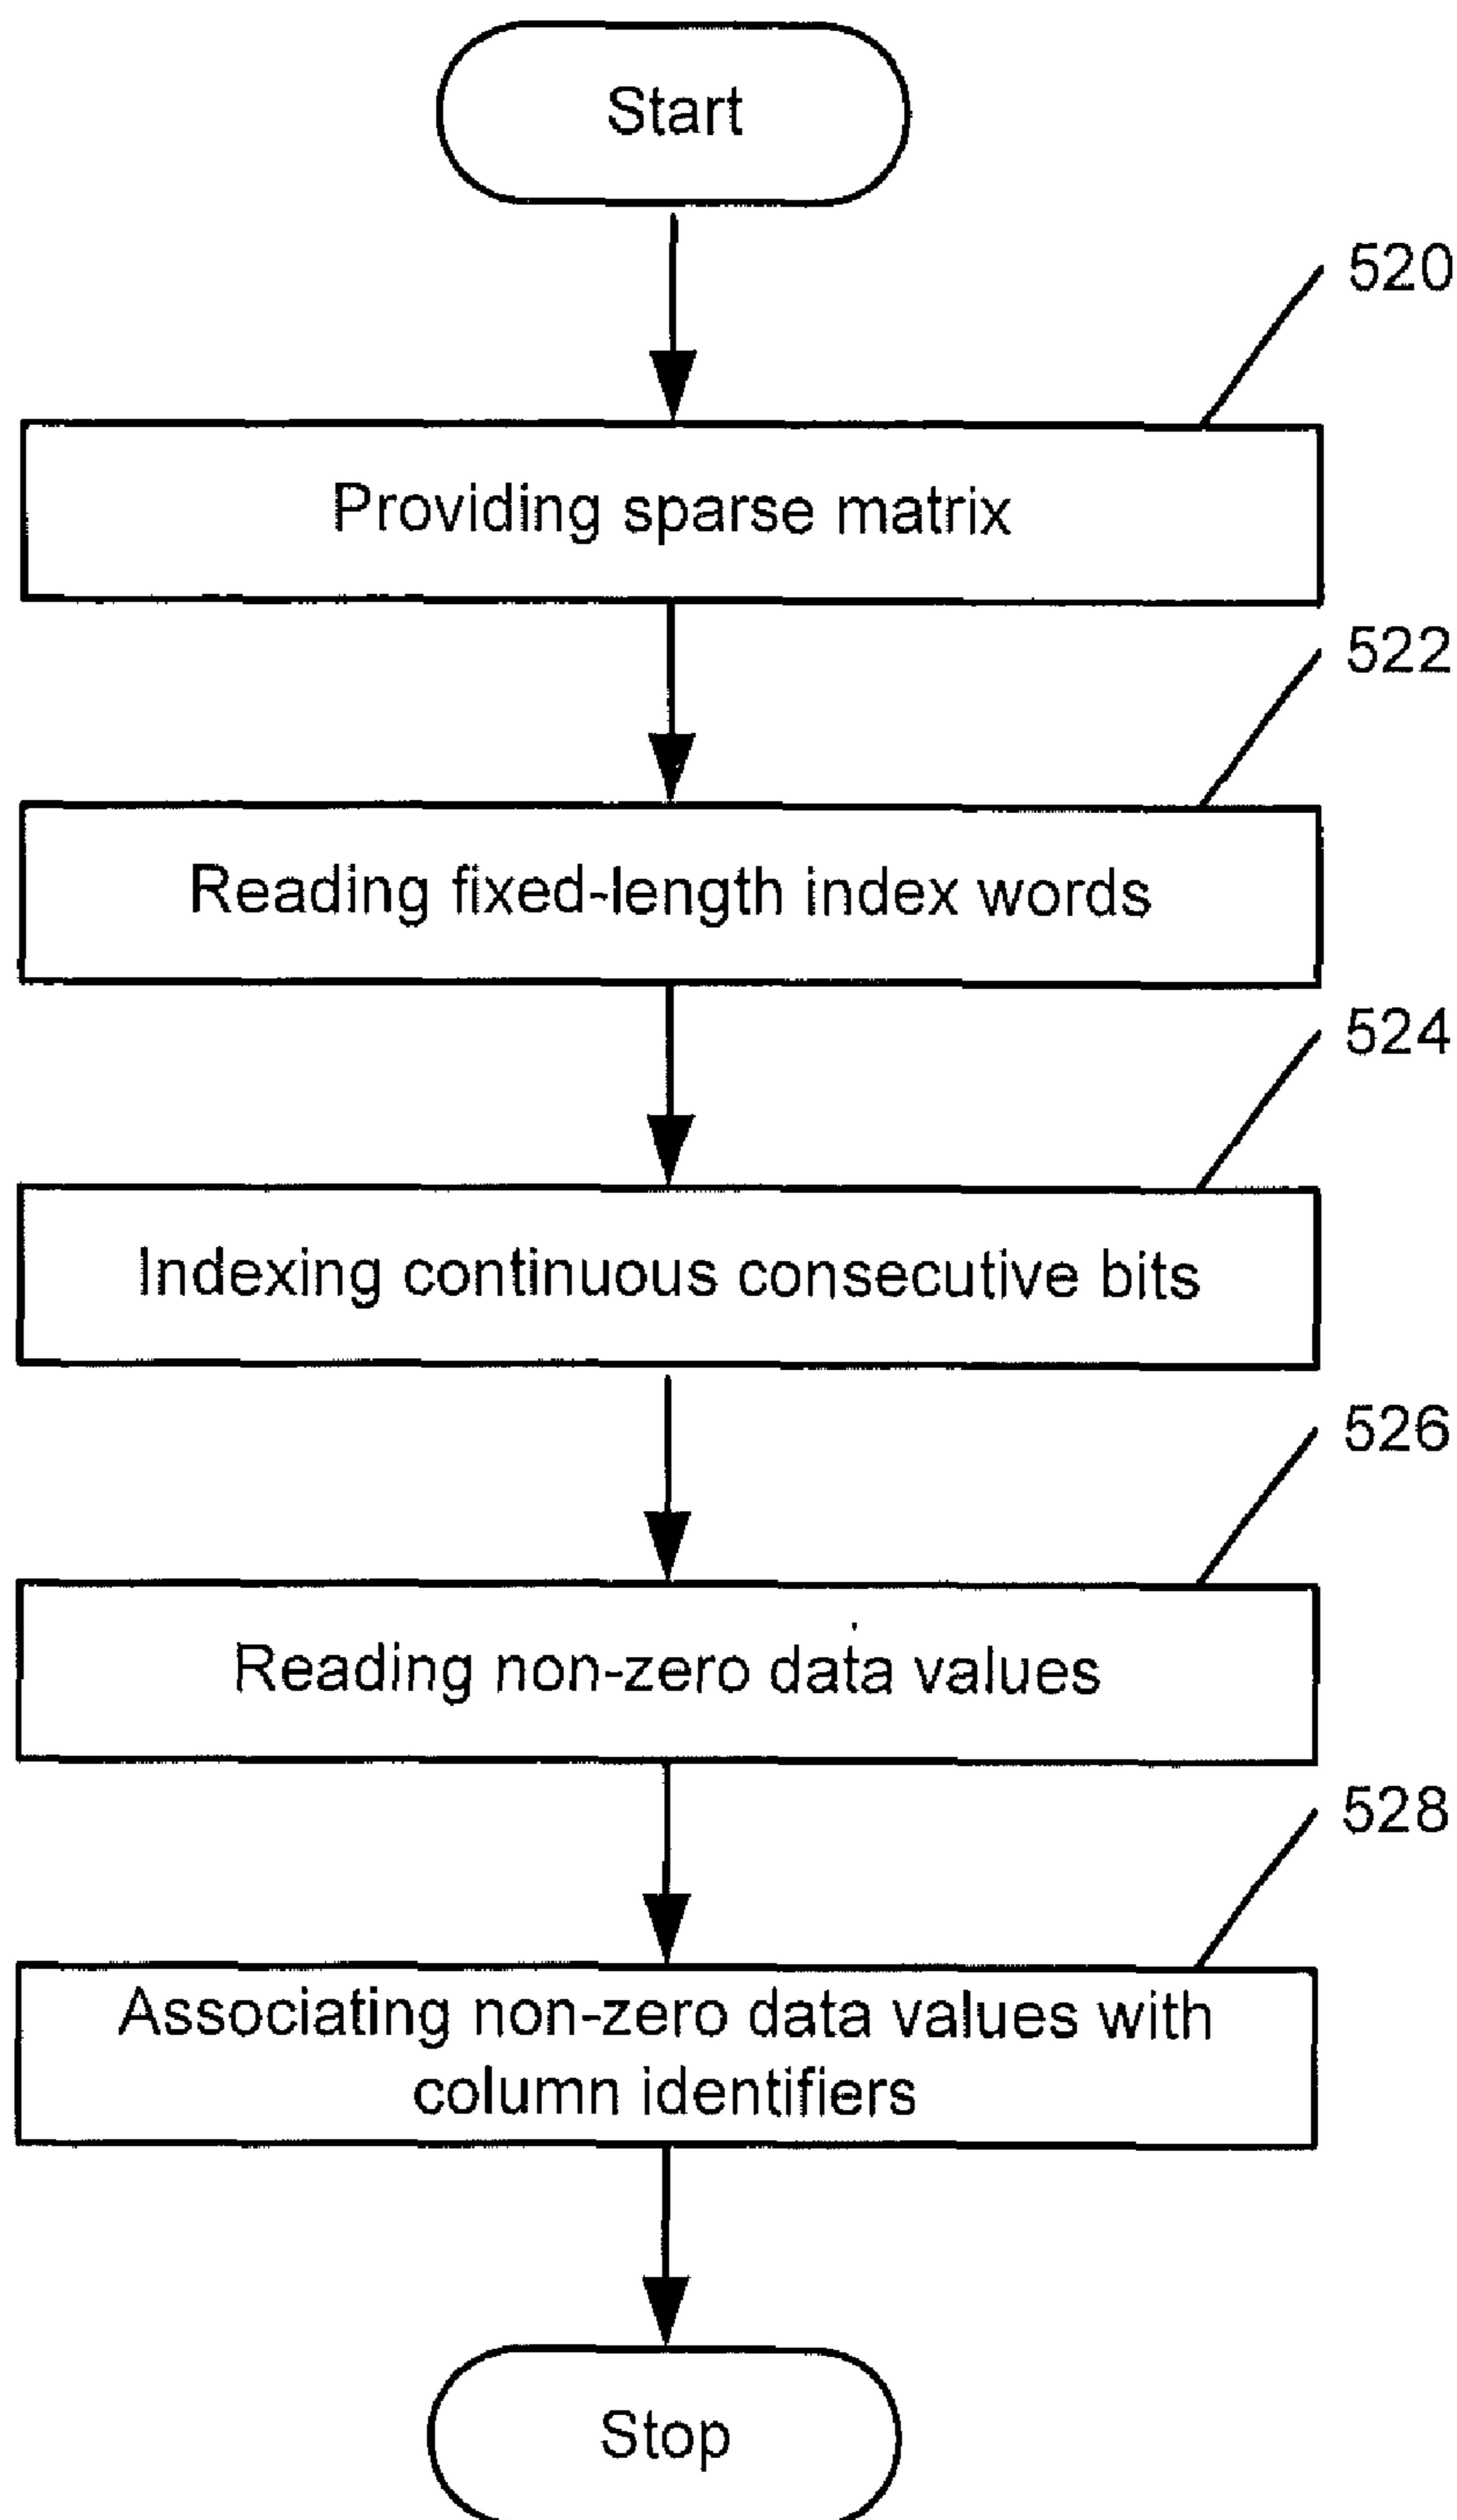 Start
520
Providing sparse matrix
522
Reading fixed-length index words
524
Indexing continuous consecutive bits
526
Reading non-zero data values
528
Associating non-zero data values with
column identifiers
Stop